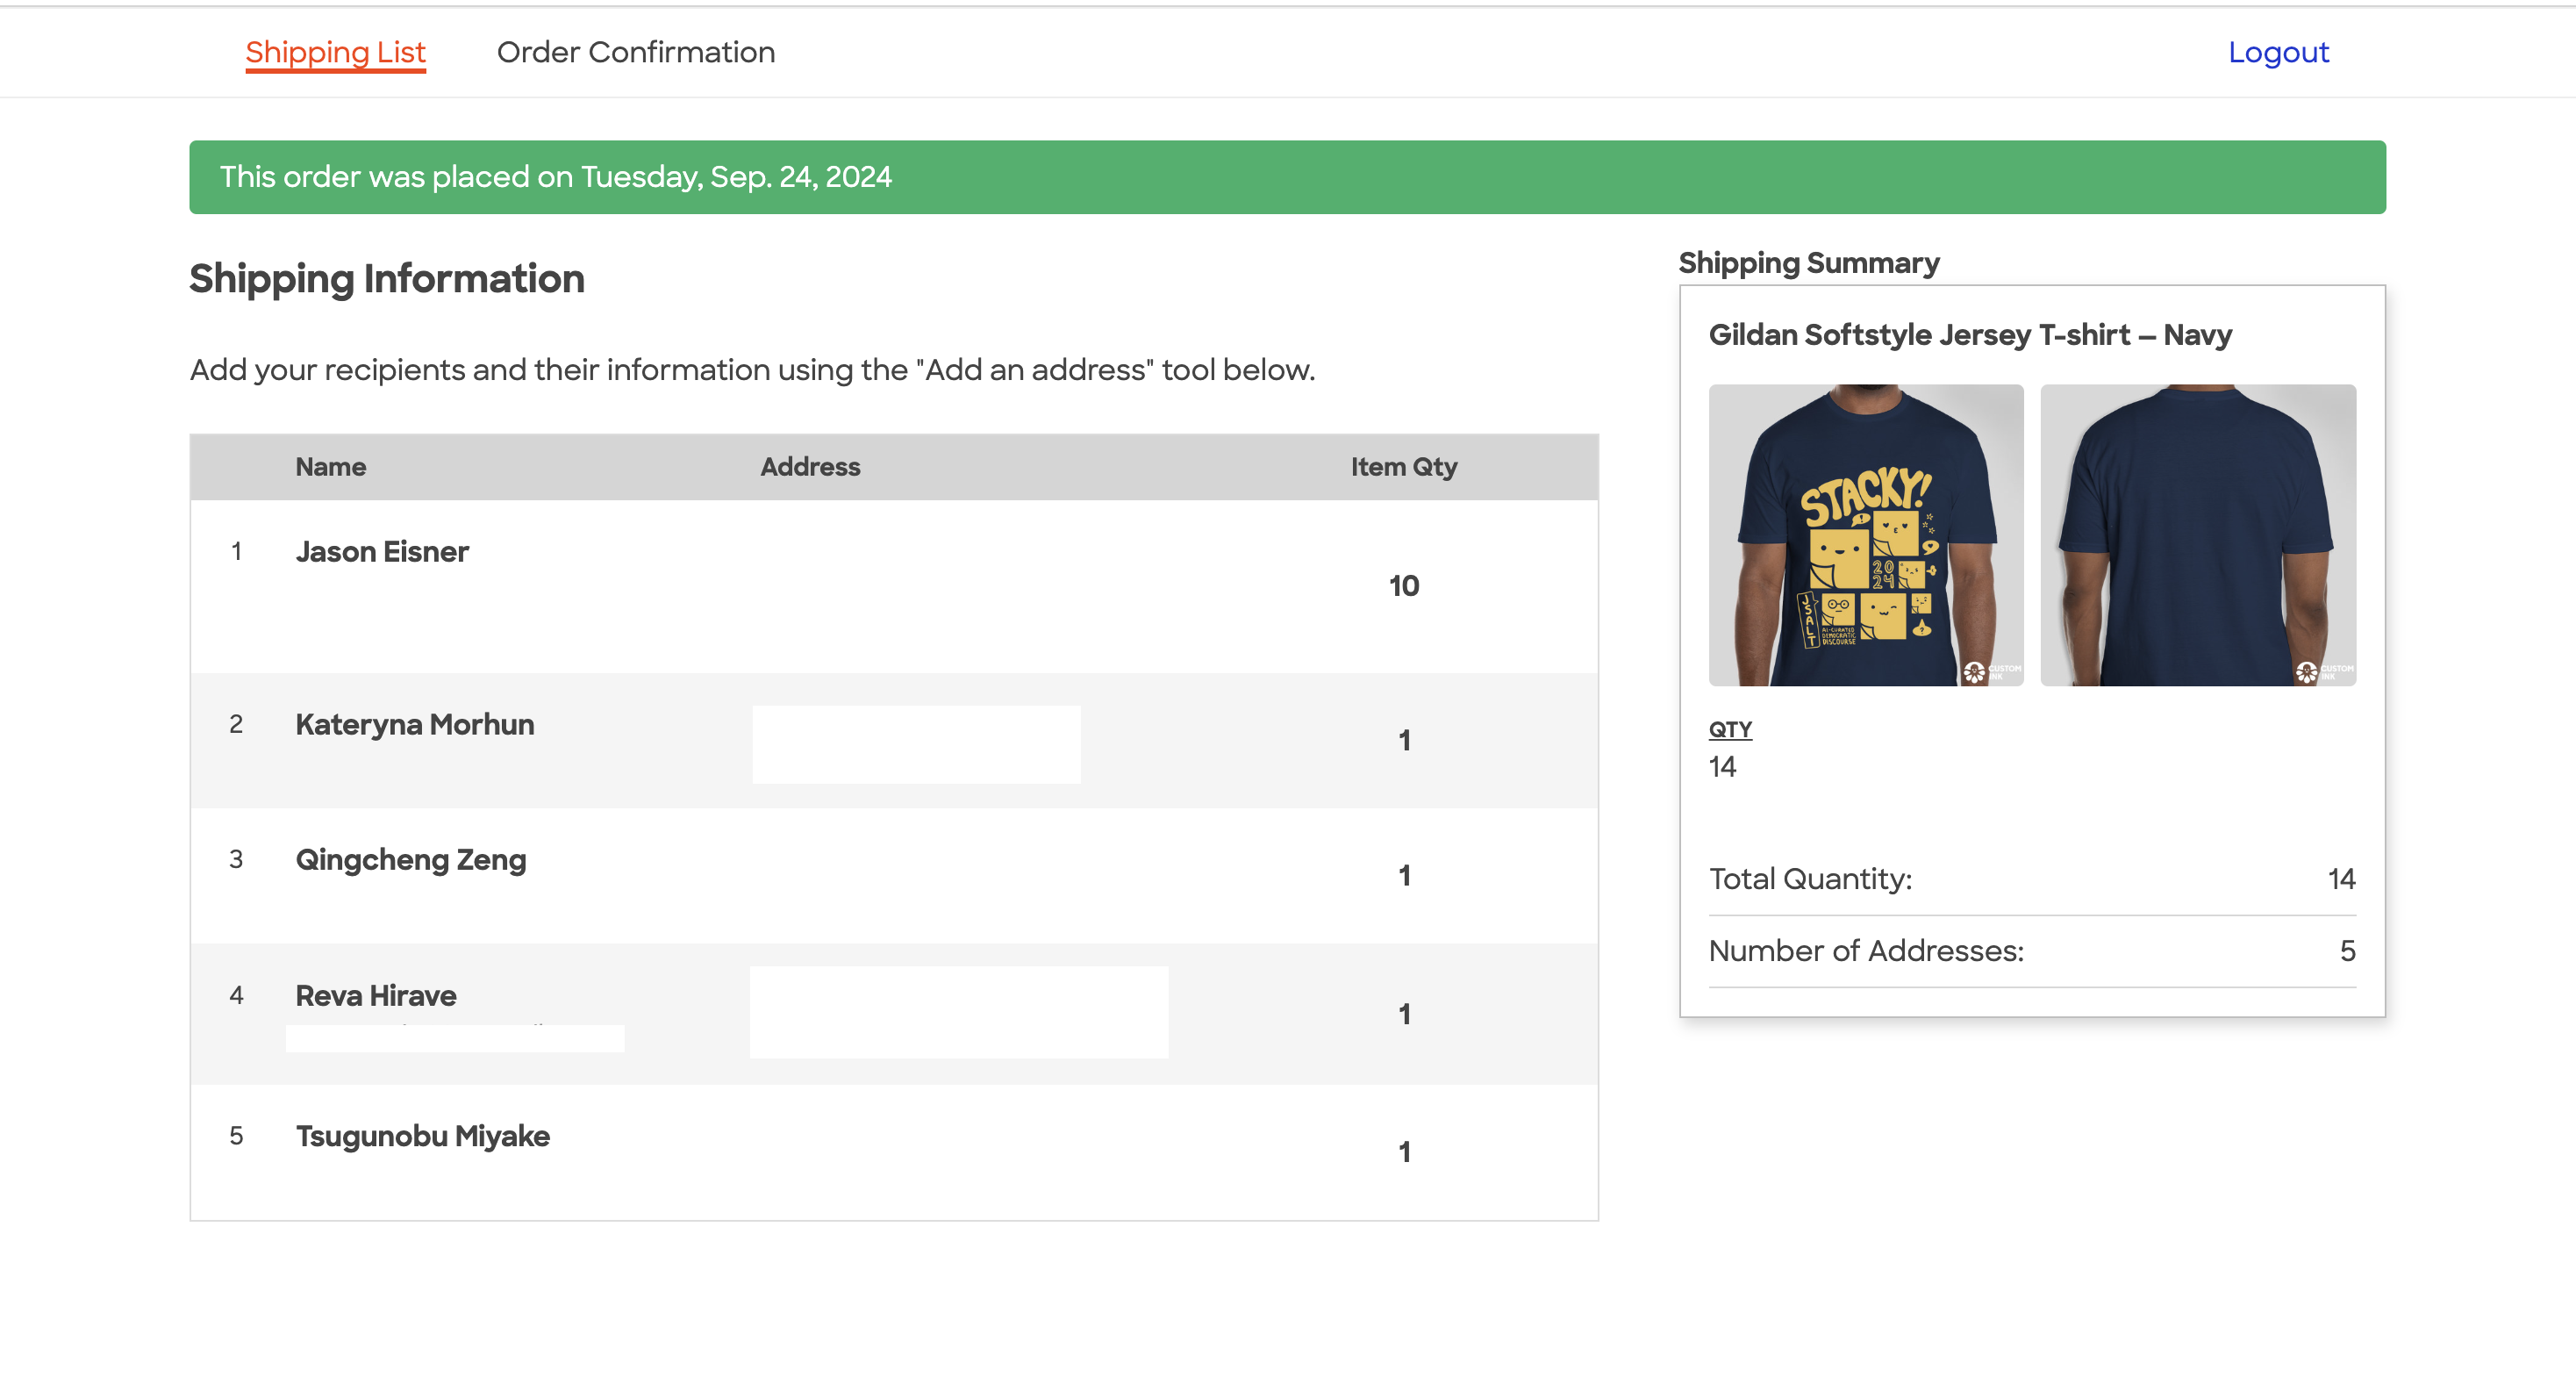 Shipping List
Order Confirmation
Logout
This order was placed on Tuesday, Sep. 24, 2024
Shipping Information
Add your recipients and their information using the "Add an address" tool below.
Name Address Item Qty
1 Jason Eisner 10
2 Kateryna Morhun 1
3 Qingcheng Zeng 1
4 Reva Hirave 1
5 Tsugunobu Miyake 1
Shipping Summary
Gildan Softstyle Jersey T-shirt – Navy
STACKY!
20
24
JSALT
AI-CURATED
DEMOCRATIC
DISCOURSE
CUSTOM
INK
CUSTOM
INK
QTY
14
Total Quantity: 14
Number of Addresses: 5